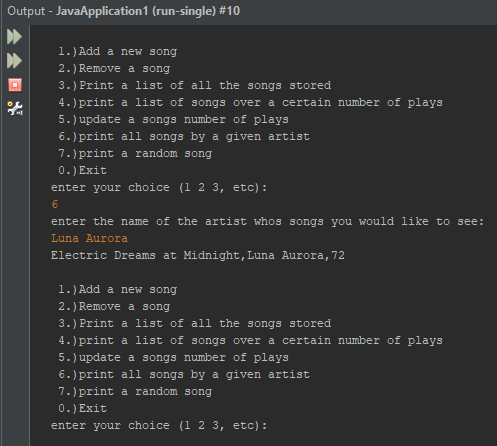 Output - JavaApplication1 (run-single) #10
1.)Add a new song
2.)Remove a song
3.)Print a list of all the songs stored
4.)print a list of songs over a certain number of plays
5.)update a songs number of plays
6.)print all songs by a given artist
7.)print a random song
0.)Exit
enter your choice (1 2 3, etc):
6
enter the name of the artist whos songs you would like to see:
Luna Aurora
Electric Dreams at Midnight,Luna Aurora,72
1.)Add a new song
2.)Remove a song
3.)Print a list of all the songs stored
4.)print a list of songs over a certain number of plays
5.)update a songs number of plays
6.)print all songs by a given artist
7.)print a random song
0.)Exit
enter your choice (1 2 3, etc):